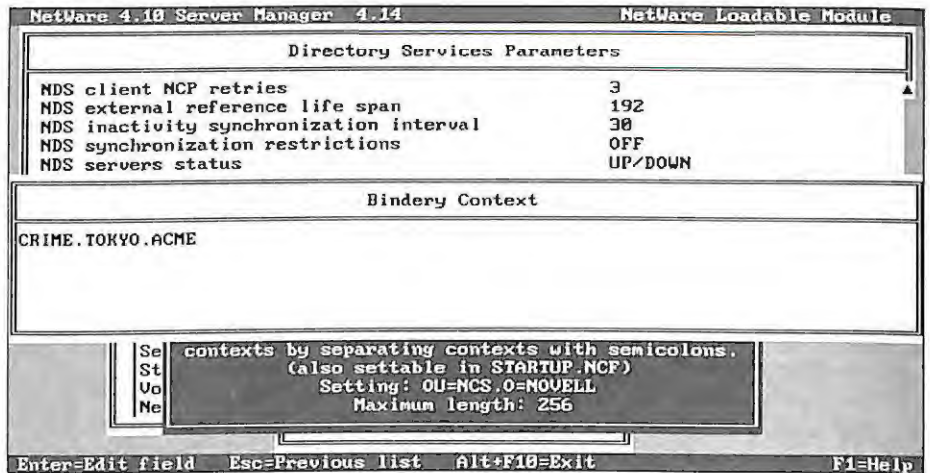 NetWare 4.10 Server Manager 4.14 NetWare Loadable Module
Directory Services Parameters
NDS client NCP retries 3
NDS external reference life span 192
NDS inactivity synchronization interval 30
NDS synchronization restrictions OFF
NDS servers status UP/DOWN
Bindery Context
CRIME.TOKYO.ACME
Se contexts by separating contexts with semicolons.
St (also settable in STARTUP.NCF)
Vo Setting: OU=NCS.O=NOVELL
Ne Maximum length: 256
Enter=Edit field Esc=Previous list Alt+F10=Exit F1=Help